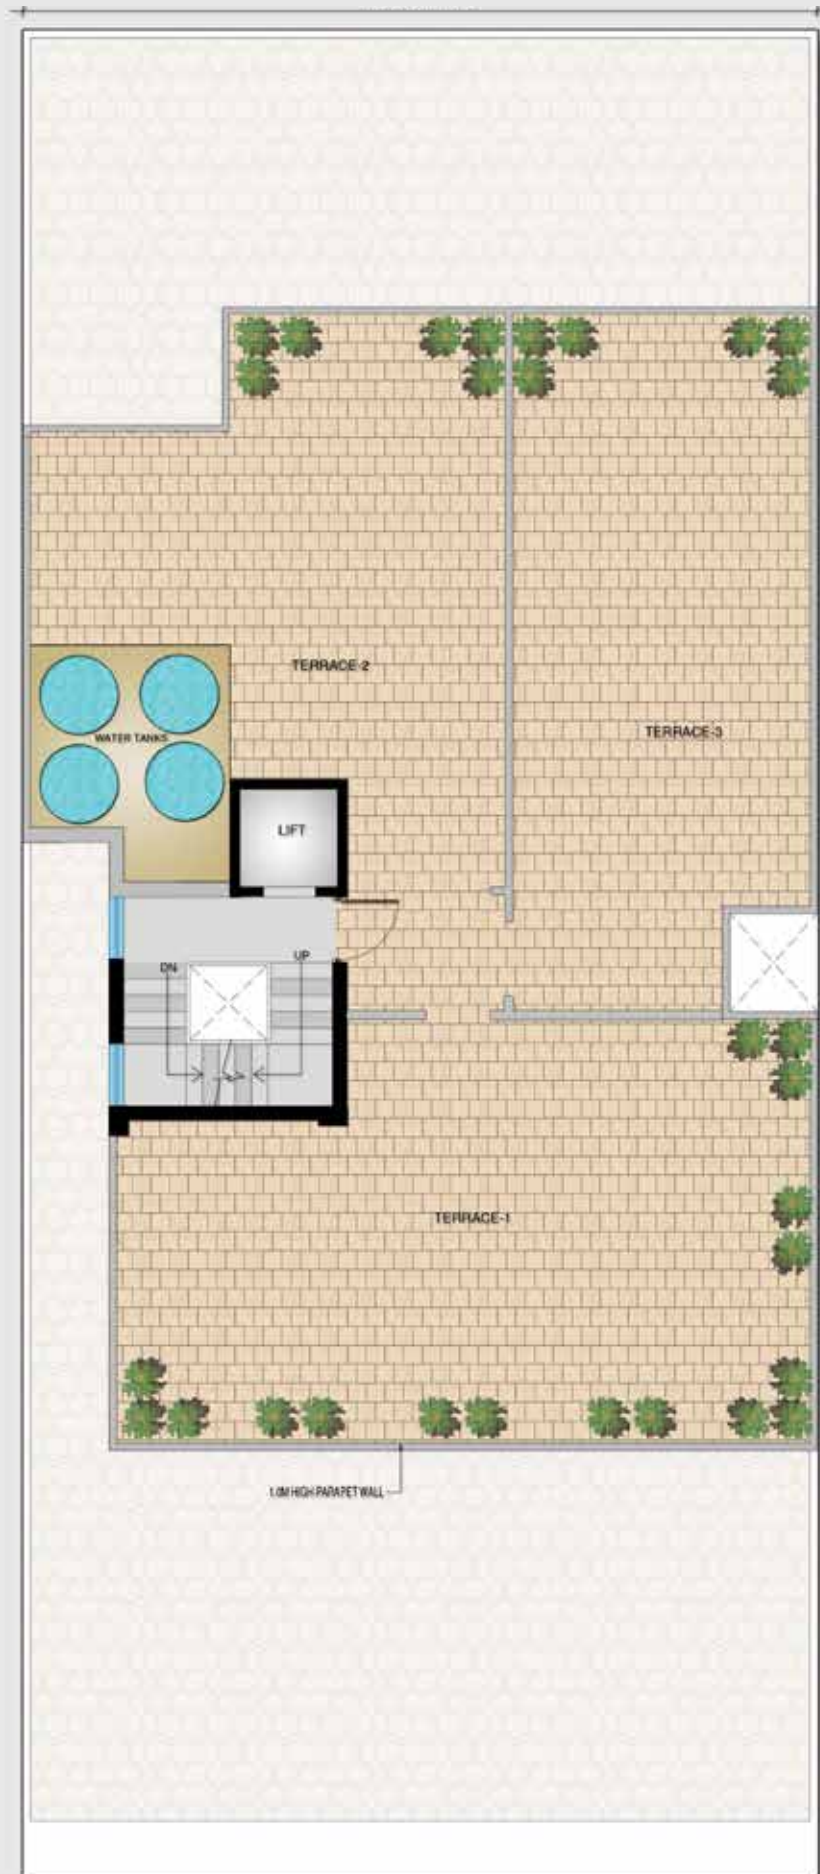 TERRACE-2
TERRACE-3
WATER TANKS
LIFT
UP
DN
TERRACE-1
1.0M HIGH PARAPET WALL